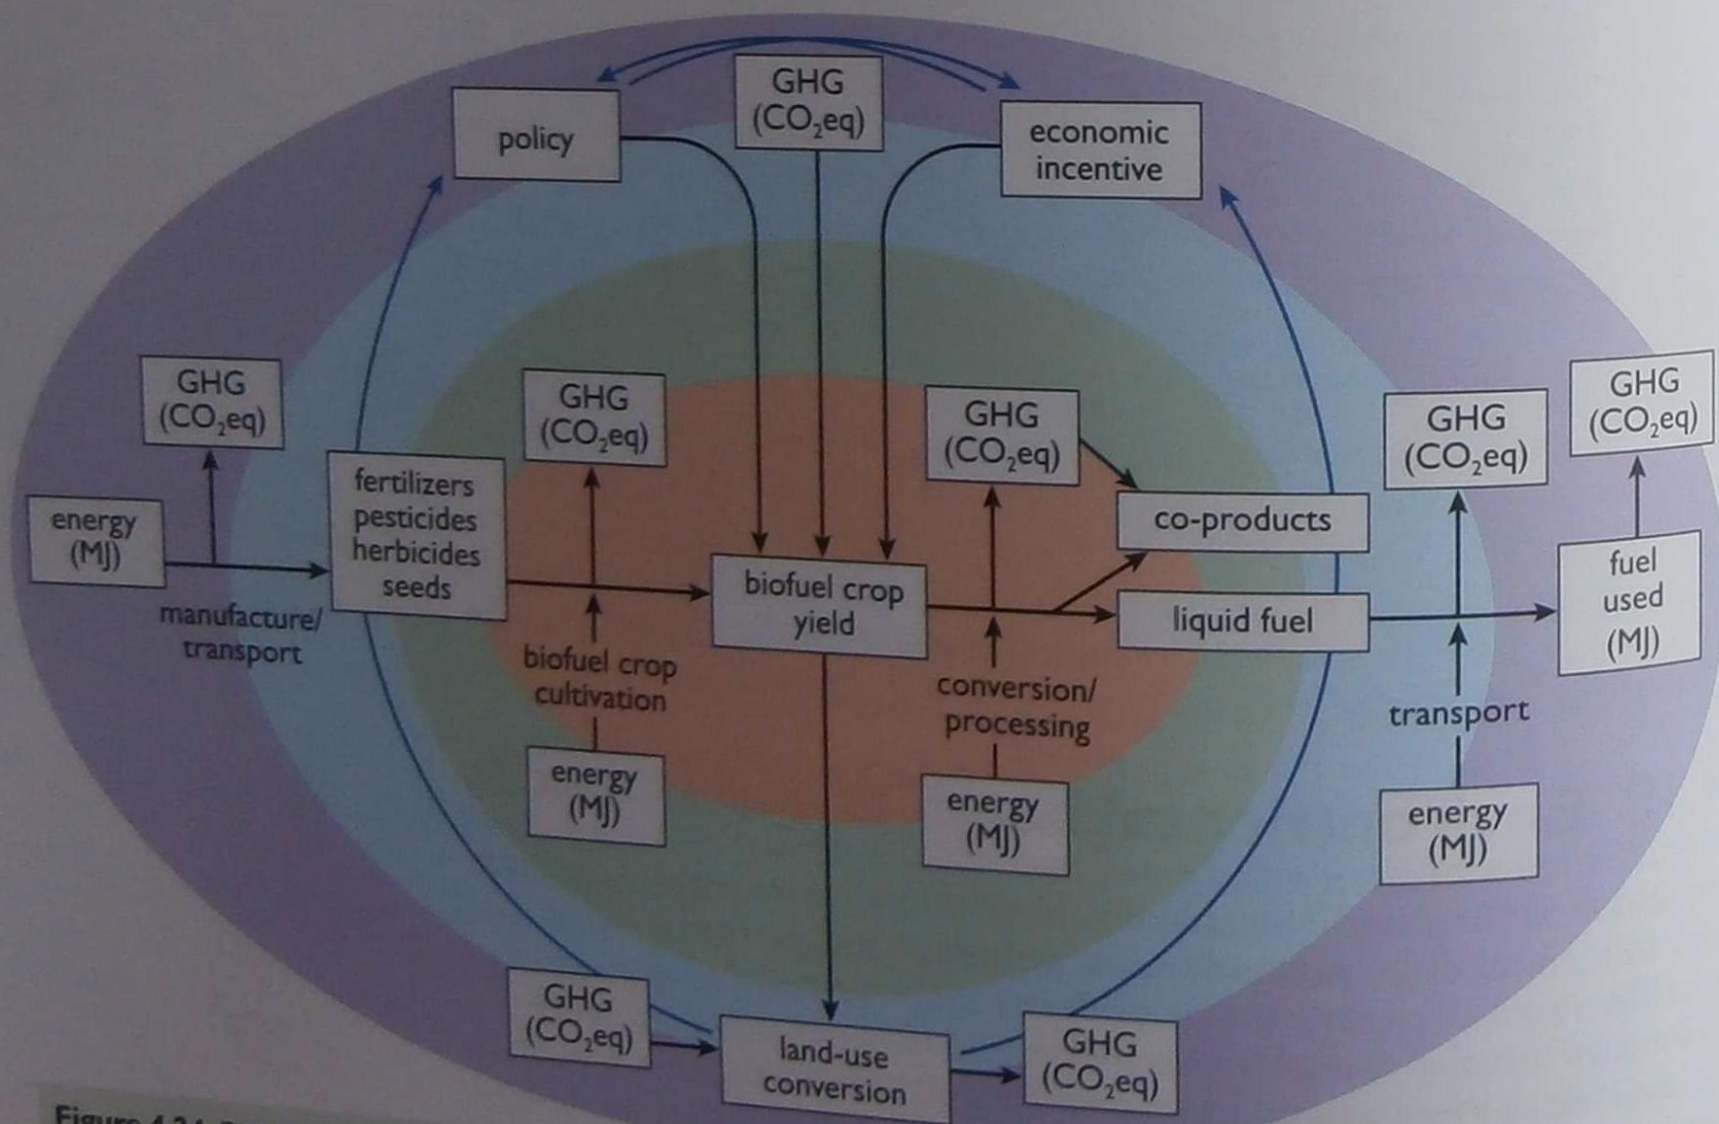 policy
GHG
(CO₂eq)
economic
incentive
GHG
(CO₂eq)
energy
(MJ)
manufacture/
transport
fertilizers
pesticides
herbicides
seeds
GHG
(CO₂eq)
biofuel crop
cultivation
energy
(MJ)
biofuel crop
yield
GHG
(CO₂eq)
conversion/
processing
energy
(MJ)
co-products
liquid fuel
GHG
(CO₂eq)
transport
energy
(MJ)
GHG
(CO₂eq)
fuel
used
(MJ)
GHG
(CO₂eq)
land-use
conversion
GHG
(CO₂eq)
Figure